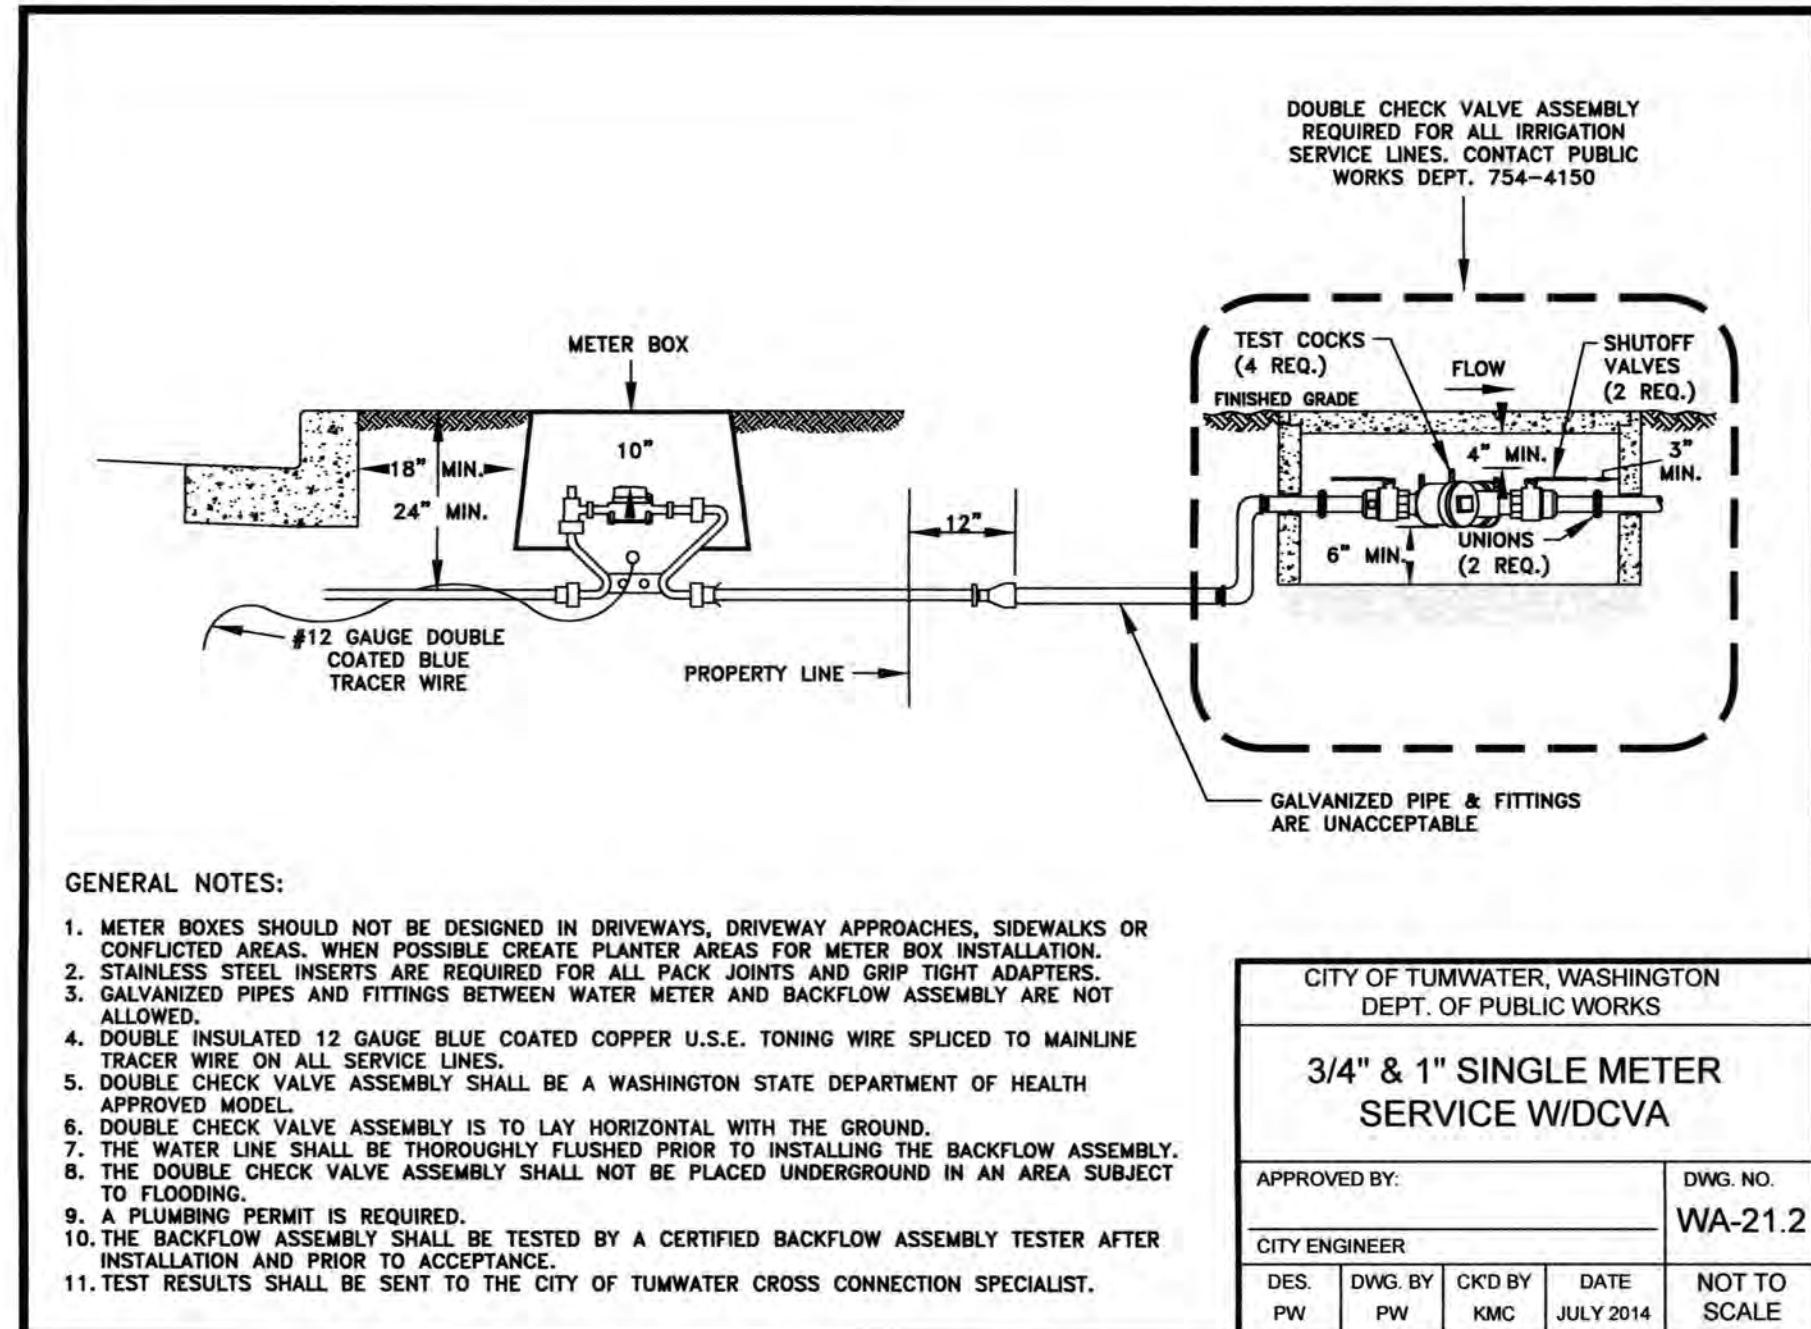 DOUBLE CHECK VALVE ASSEMBLY
REQUIRED FOR ALL IRRIGATION
SERVICE LINES. CONTACT PUBLIC
WORKS DEPT. 754-4150
METER BOX
10"
18" MIN.
24" MIN.
#12 GAUGE DOUBLE
COATED BLUE
TRACER WIRE
PROPERTY LINE
12"
TEST COCKS
(4 REQ.)
FLOW
SHUTOFF
VALVES
(2 REQ.)
FINISHED GRADE
4" MIN.
3"
MIN.
6" MIN.
UNIONS
(2 REQ.)
GALVANIZED PIPE & FITTINGS
ARE UNACCEPTABLE
GENERAL NOTES:
1. METER BOXES SHOULD NOT BE DESIGNED IN DRIVEWAYS, DRIVEWAY APPROACHES, SIDEWALKS OR
CONFLICTED AREAS. WHEN POSSIBLE CREATE PLANTER AREAS FOR METER BOX INSTALLATION.
2. STAINLESS STEEL INSERTS ARE REQUIRED FOR ALL PACK JOINTS AND GRIP TIGHT ADAPTERS.
3. GALVANIZED PIPES AND FITTINGS BETWEEN WATER METER AND BACKFLOW ASSEMBLY ARE NOT
ALLOWED.
4. DOUBLE INSULATED 12 GAUGE BLUE COATED COPPER U.S.E. TONING WIRE SPLICED TO MAINLINE
TRACER WIRE ON ALL SERVICE LINES.
5. DOUBLE CHECK VALVE ASSEMBLY SHALL BE A WASHINGTON STATE DEPARTMENT OF HEALTH
APPROVED MODEL.
6. DOUBLE CHECK VALVE ASSEMBLY IS TO LAY HORIZONTAL WITH THE GROUND.
7. THE WATER LINE SHALL BE THOROUGHLY FLUSHED PRIOR TO INSTALLING THE BACKFLOW ASSEMBLY.
8. THE DOUBLE CHECK VALVE ASSEMBLY SHALL NOT BE PLACED UNDERGROUND IN AN AREA SUBJECT
TO FLOODING.
9. A PLUMBING PERMIT IS REQUIRED.
10. THE BACKFLOW ASSEMBLY SHALL BE TESTED BY A CERTIFIED BACKFLOW ASSEMBLY TESTER AFTER
INSTALLATION AND PRIOR TO ACCEPTANCE.
11. TEST RESULTS SHALL BE SENT TO THE CITY OF TUMWATER CROSS CONNECTION SPECIALIST.
CITY OF TUMWATER, WASHINGTON
DEPT. OF PUBLIC WORKS
3/4" & 1" SINGLE METER
SERVICE W/DCVA
APPROVED BY:
CITY ENGINEER
DWG. NO.
WA-21.2
DES.
PW
DWG. BY
PW
CK'D BY
KMC
DATE
JULY 2014
NOT TO
SCALE